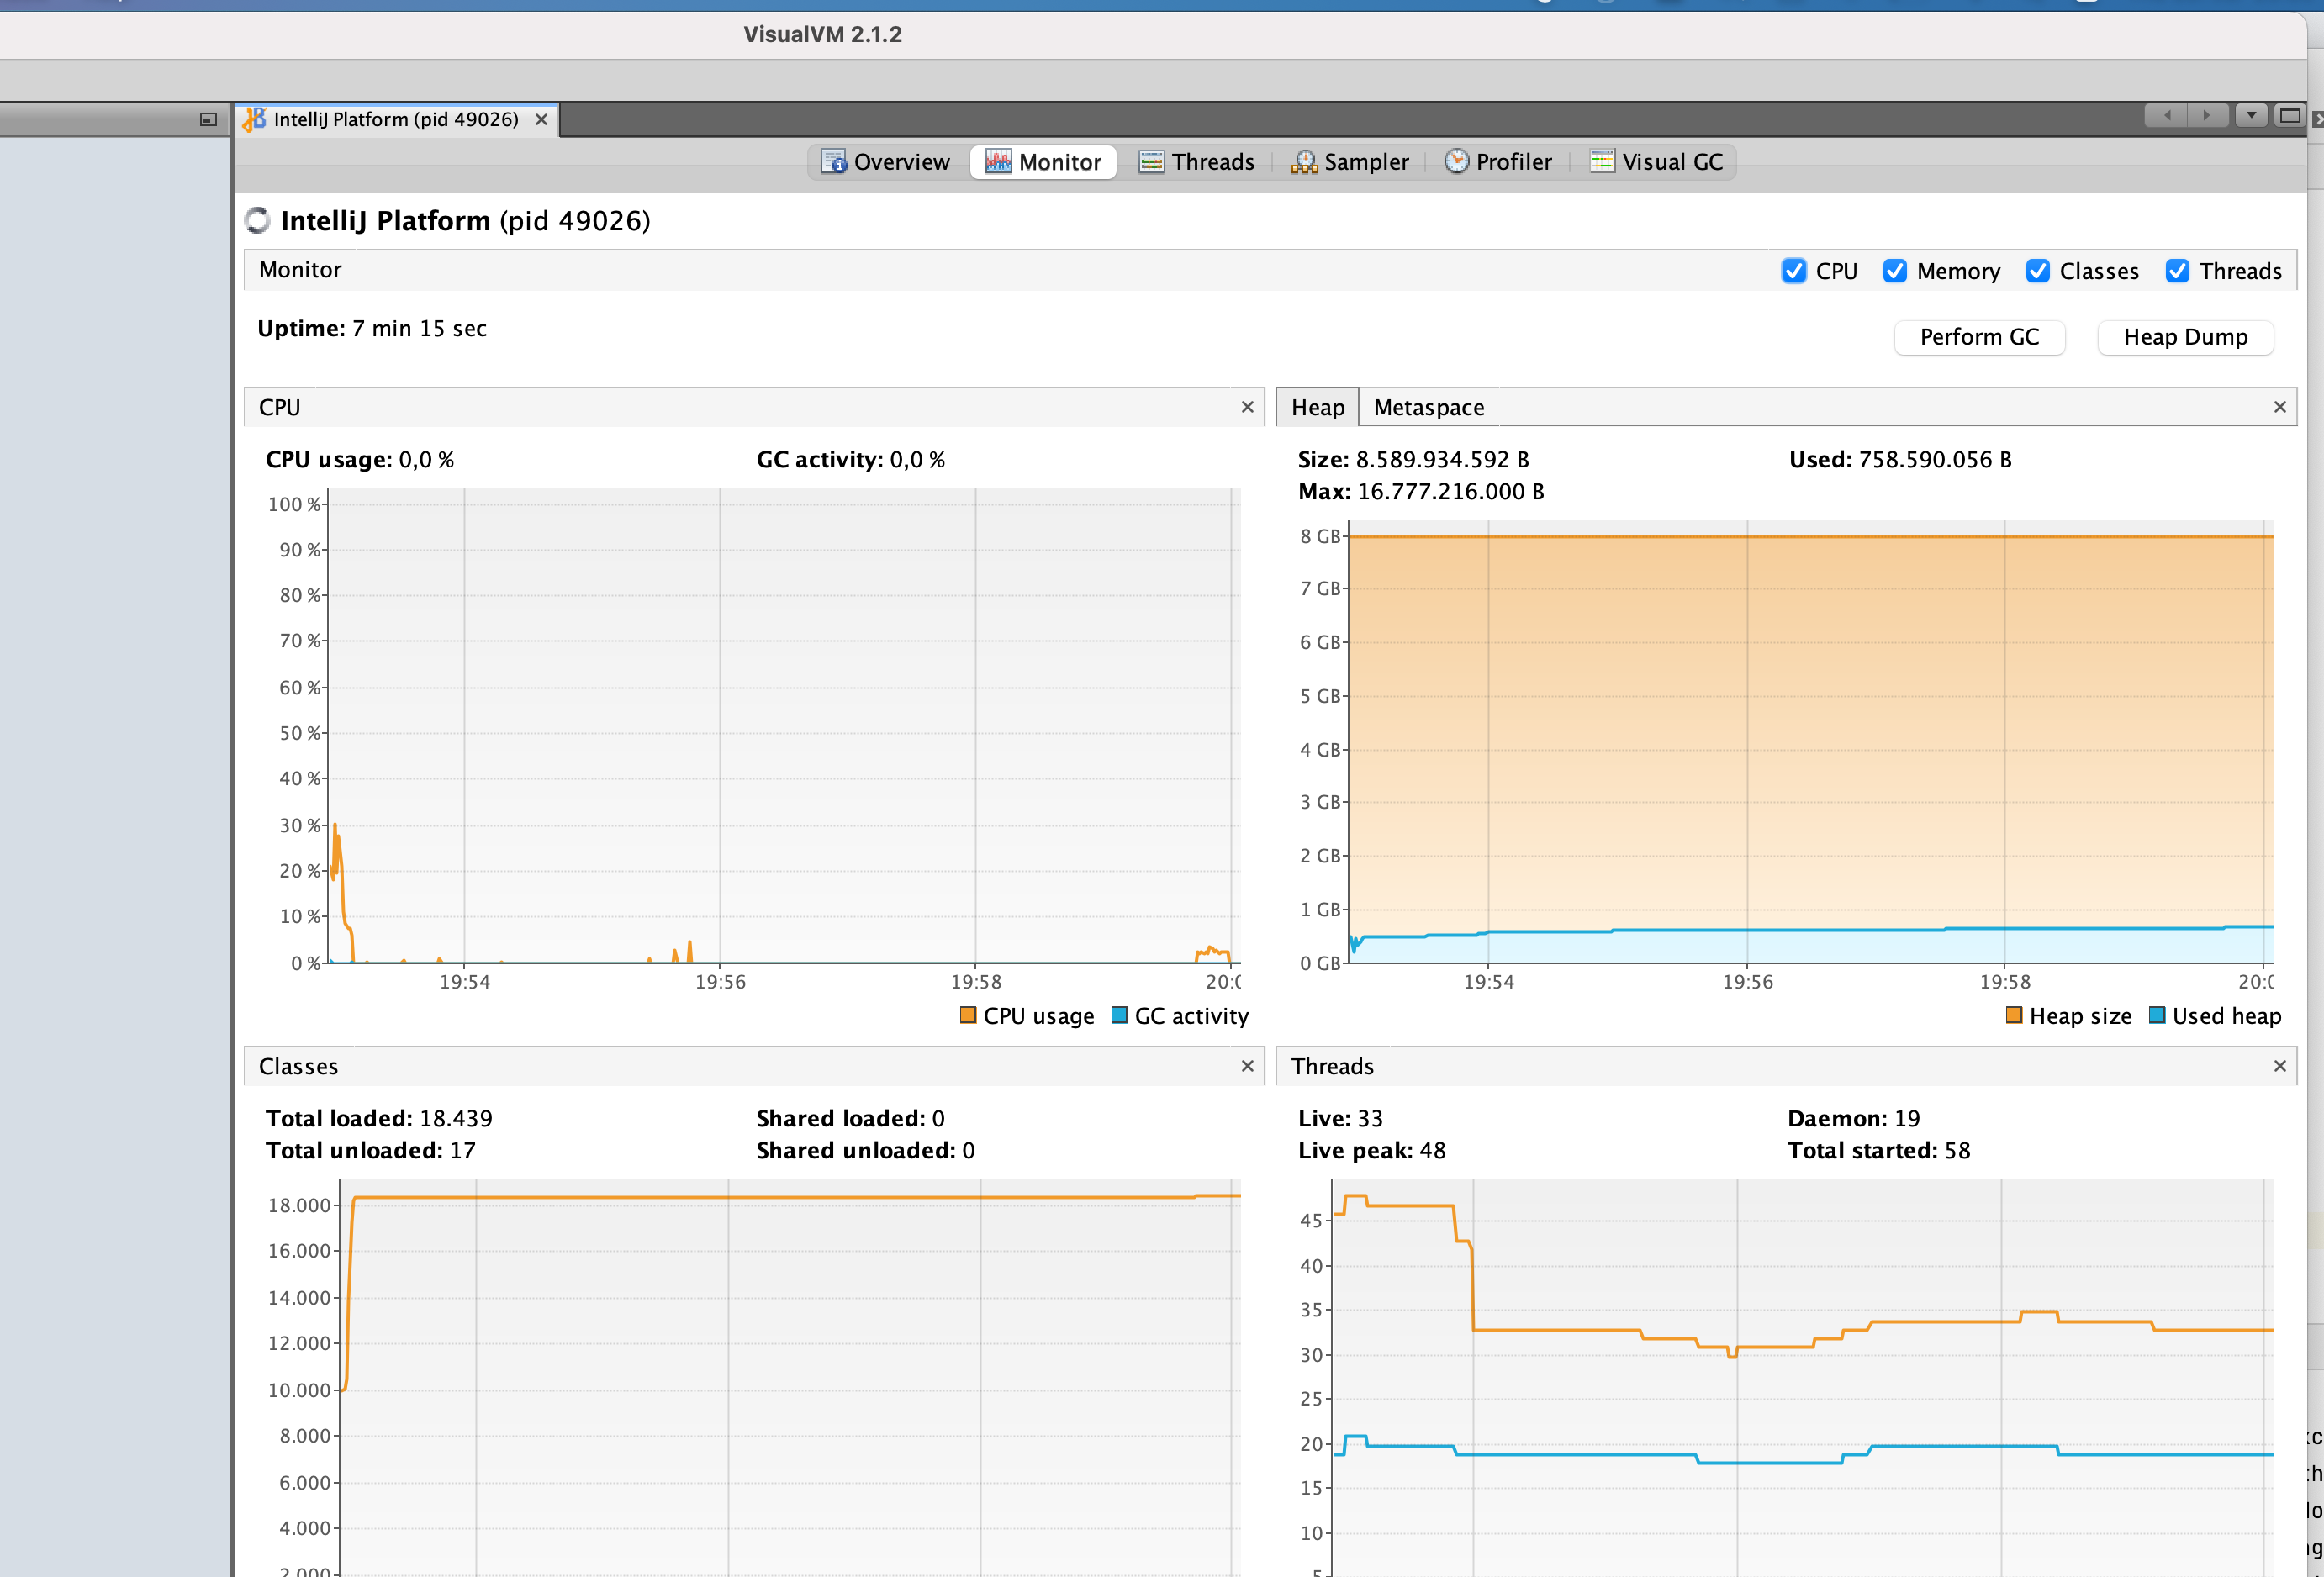 VisualVM 2.1.2
IntelliJ Platform (pid 49026)
Overview Monitor Threads Sampler Profiler Visual GC
IntelliJ Platform (pid 49026)
Monitor
CPU Memory Classes Threads
Uptime: 7 min 15 sec
Perform GC Heap Dump
CPU
CPU usage: 0,0 % GC activity: 0,0 %
100 %
90 %
80 %
70 %
60 %
50 %
40 %
30 %
20 %
10 %
0 %
19:54 19:56 19:58
CPU usage GC activity
Heap Metaspace
Size: 8.589.934.592 B Used: 758.590.056 B
Max: 16.777.216.000 B
8 GB
7 GB
6 GB
5 GB
4 GB
3 GB
2 GB
1 GB
0 GB
19:54 19:56 19:58
Heap size Used heap
Classes
Total loaded: 18.439 Shared loaded: 0
Total unloaded: 17 Shared unloaded: 0
18.000
16.000
14.000
12.000
10.000
8.000
6.000
4.000
2.000
Threads
Live: 33 Daemon: 19
Live peak: 48 Total started: 58
45
40
35
30
25
20
15
10
5